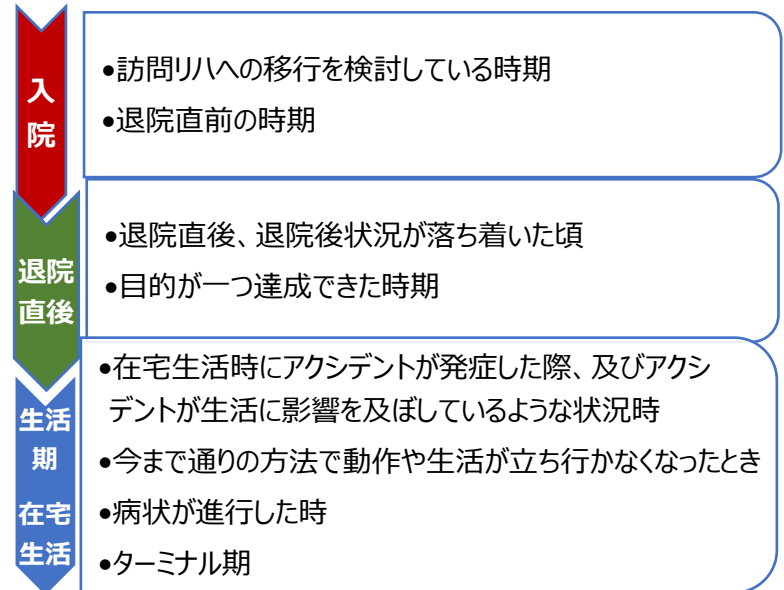 入
院
●訪問リハへの移行を検討している時期
●退院直前の時期
退院
直後
●退院直後、退院後状況が落ち着いた頃
●目的が一つ達成できた時期
生活
期
在宅
生活
●在宅生活時にアクシデントが発症した際、及びアクシ
デントが生活に影響を及ぼしているような状況時
●今まで通りの方法で動作や生活が立ち行かなくなったとき
●病状が進行した時
●ターミナル期